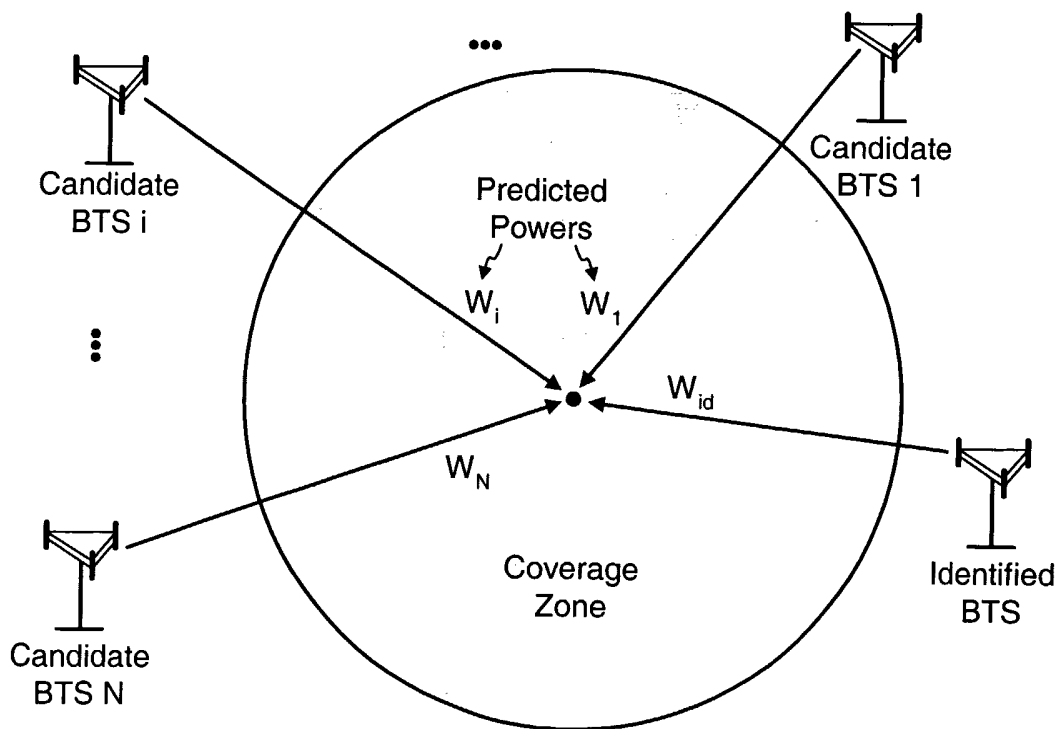 •••
Candidate
BTS i
Candidate
BTS 1
Predicted
Powers
W_i
W_1
W_id
W_N
Coverage
Zone
Identified
BTS
Candidate
BTS N